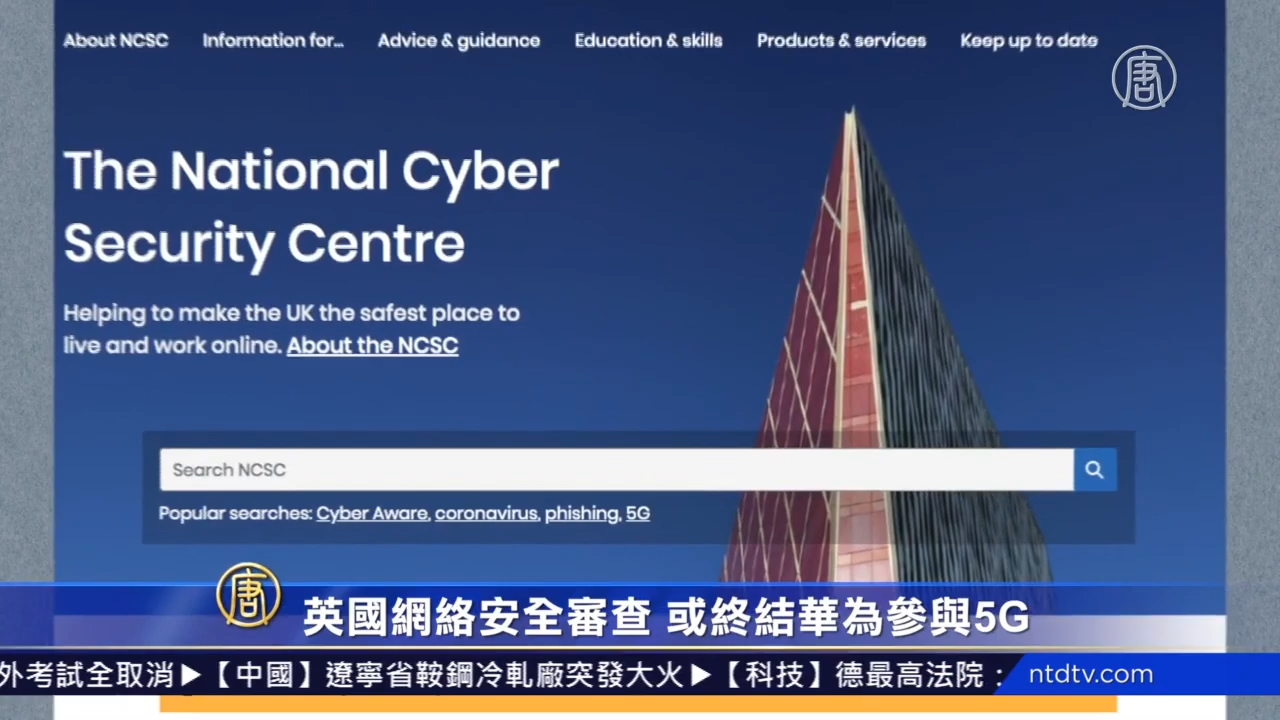 About NCSC Information for... Advice & guidance Education & skills Products & services Keep up to date
唐
The National Cyber
Security Centre
Helping to make the UK the safest place to
live and work online. About the NCSC
Search NCSC
Popular searches: Cyber Aware, coronavirus, phishing, 5G
唐
英國網絡安全審查 或終結華為參與5G
外考試全取消▶【中國】遼寧省鞍鋼冷軋廠突發大火▶【科技】德最高法院：
ntdtv.com